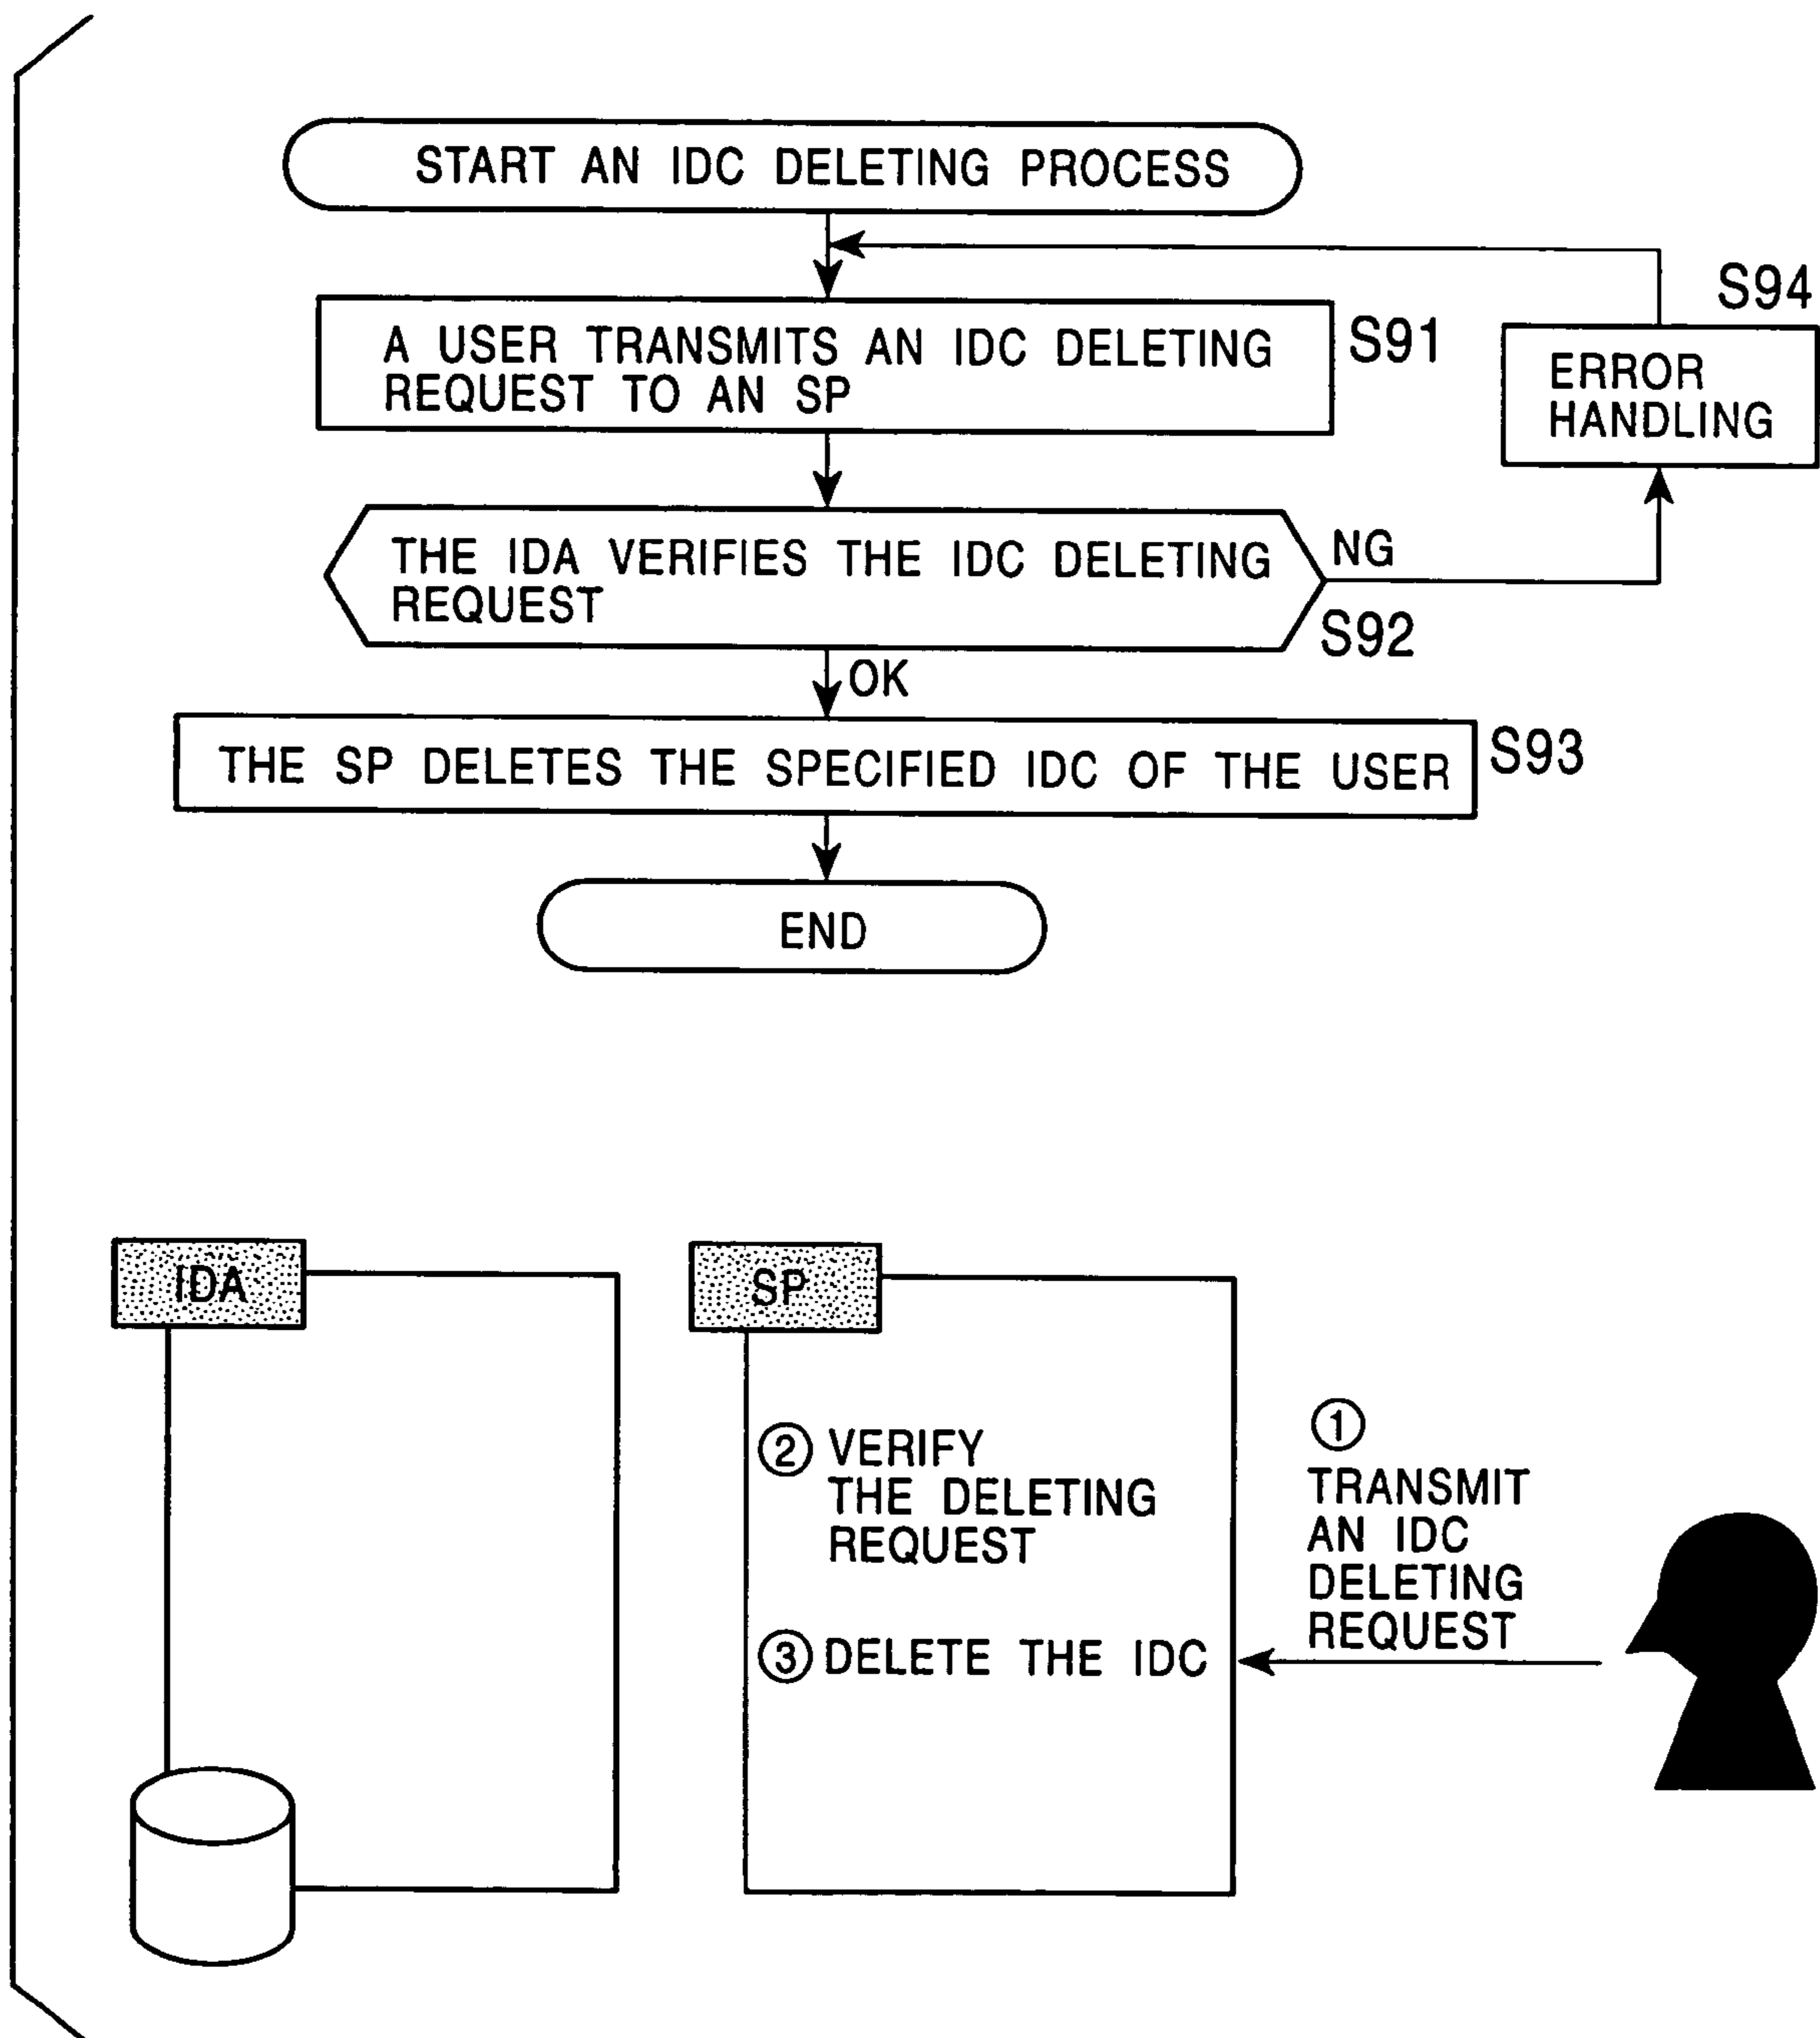 START AN IDC DELETING PROCESS
S94
A USER TRANSMITS AN IDC DELETING
REQUEST TO AN SP
S91
ERROR
HANDLING
THE IDA VERIFIES THE IDC DELETING
REQUEST
NG
S92
OK
THE SP DELETES THE SPECIFIED IDC OF THE USER
S93
END
IDA
SP
② VERIFY
THE DELETING
REQUEST
③ DELETE THE IDC
①
TRANSMIT
AN IDC
DELETING
REQUEST